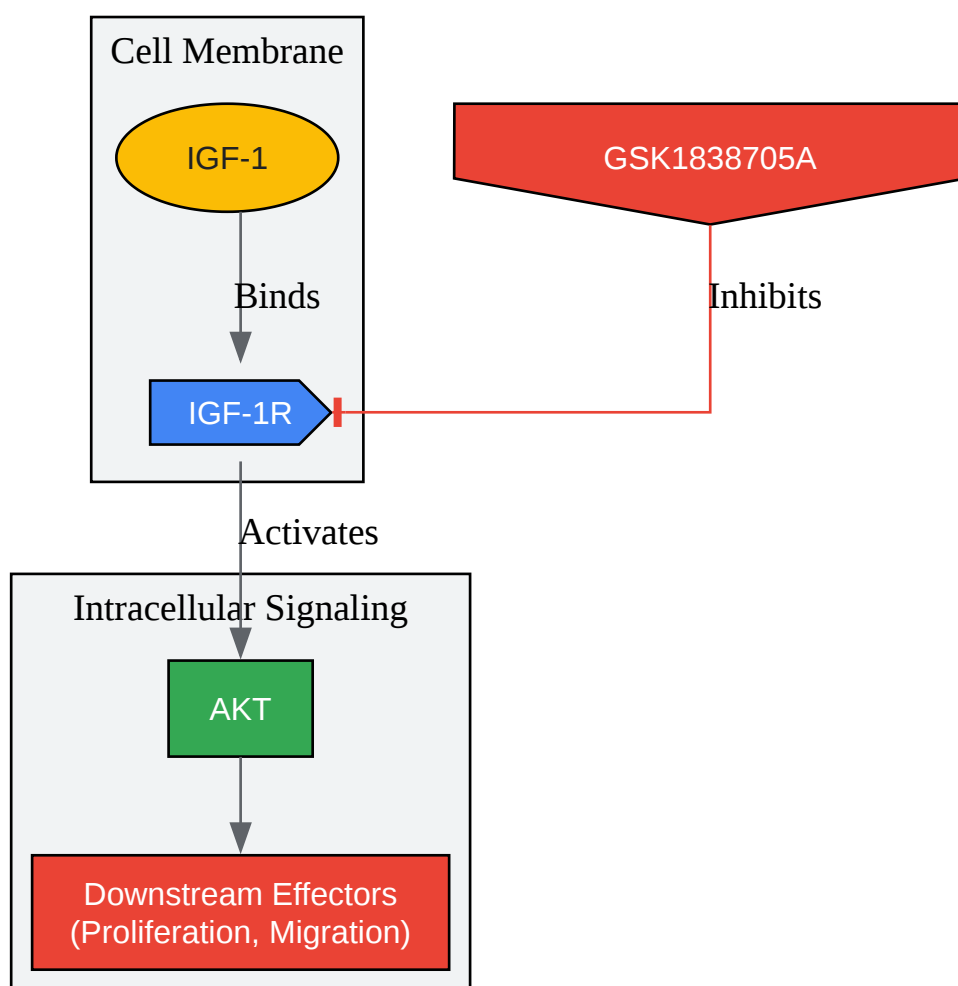 Cell Membrane
IGF-1
GSK1838705A
Binds
Inhibits
IGF-1R
Activates
Intracellular Signaling
AKT
Downstream Effectors
(Proliferation, Migration)